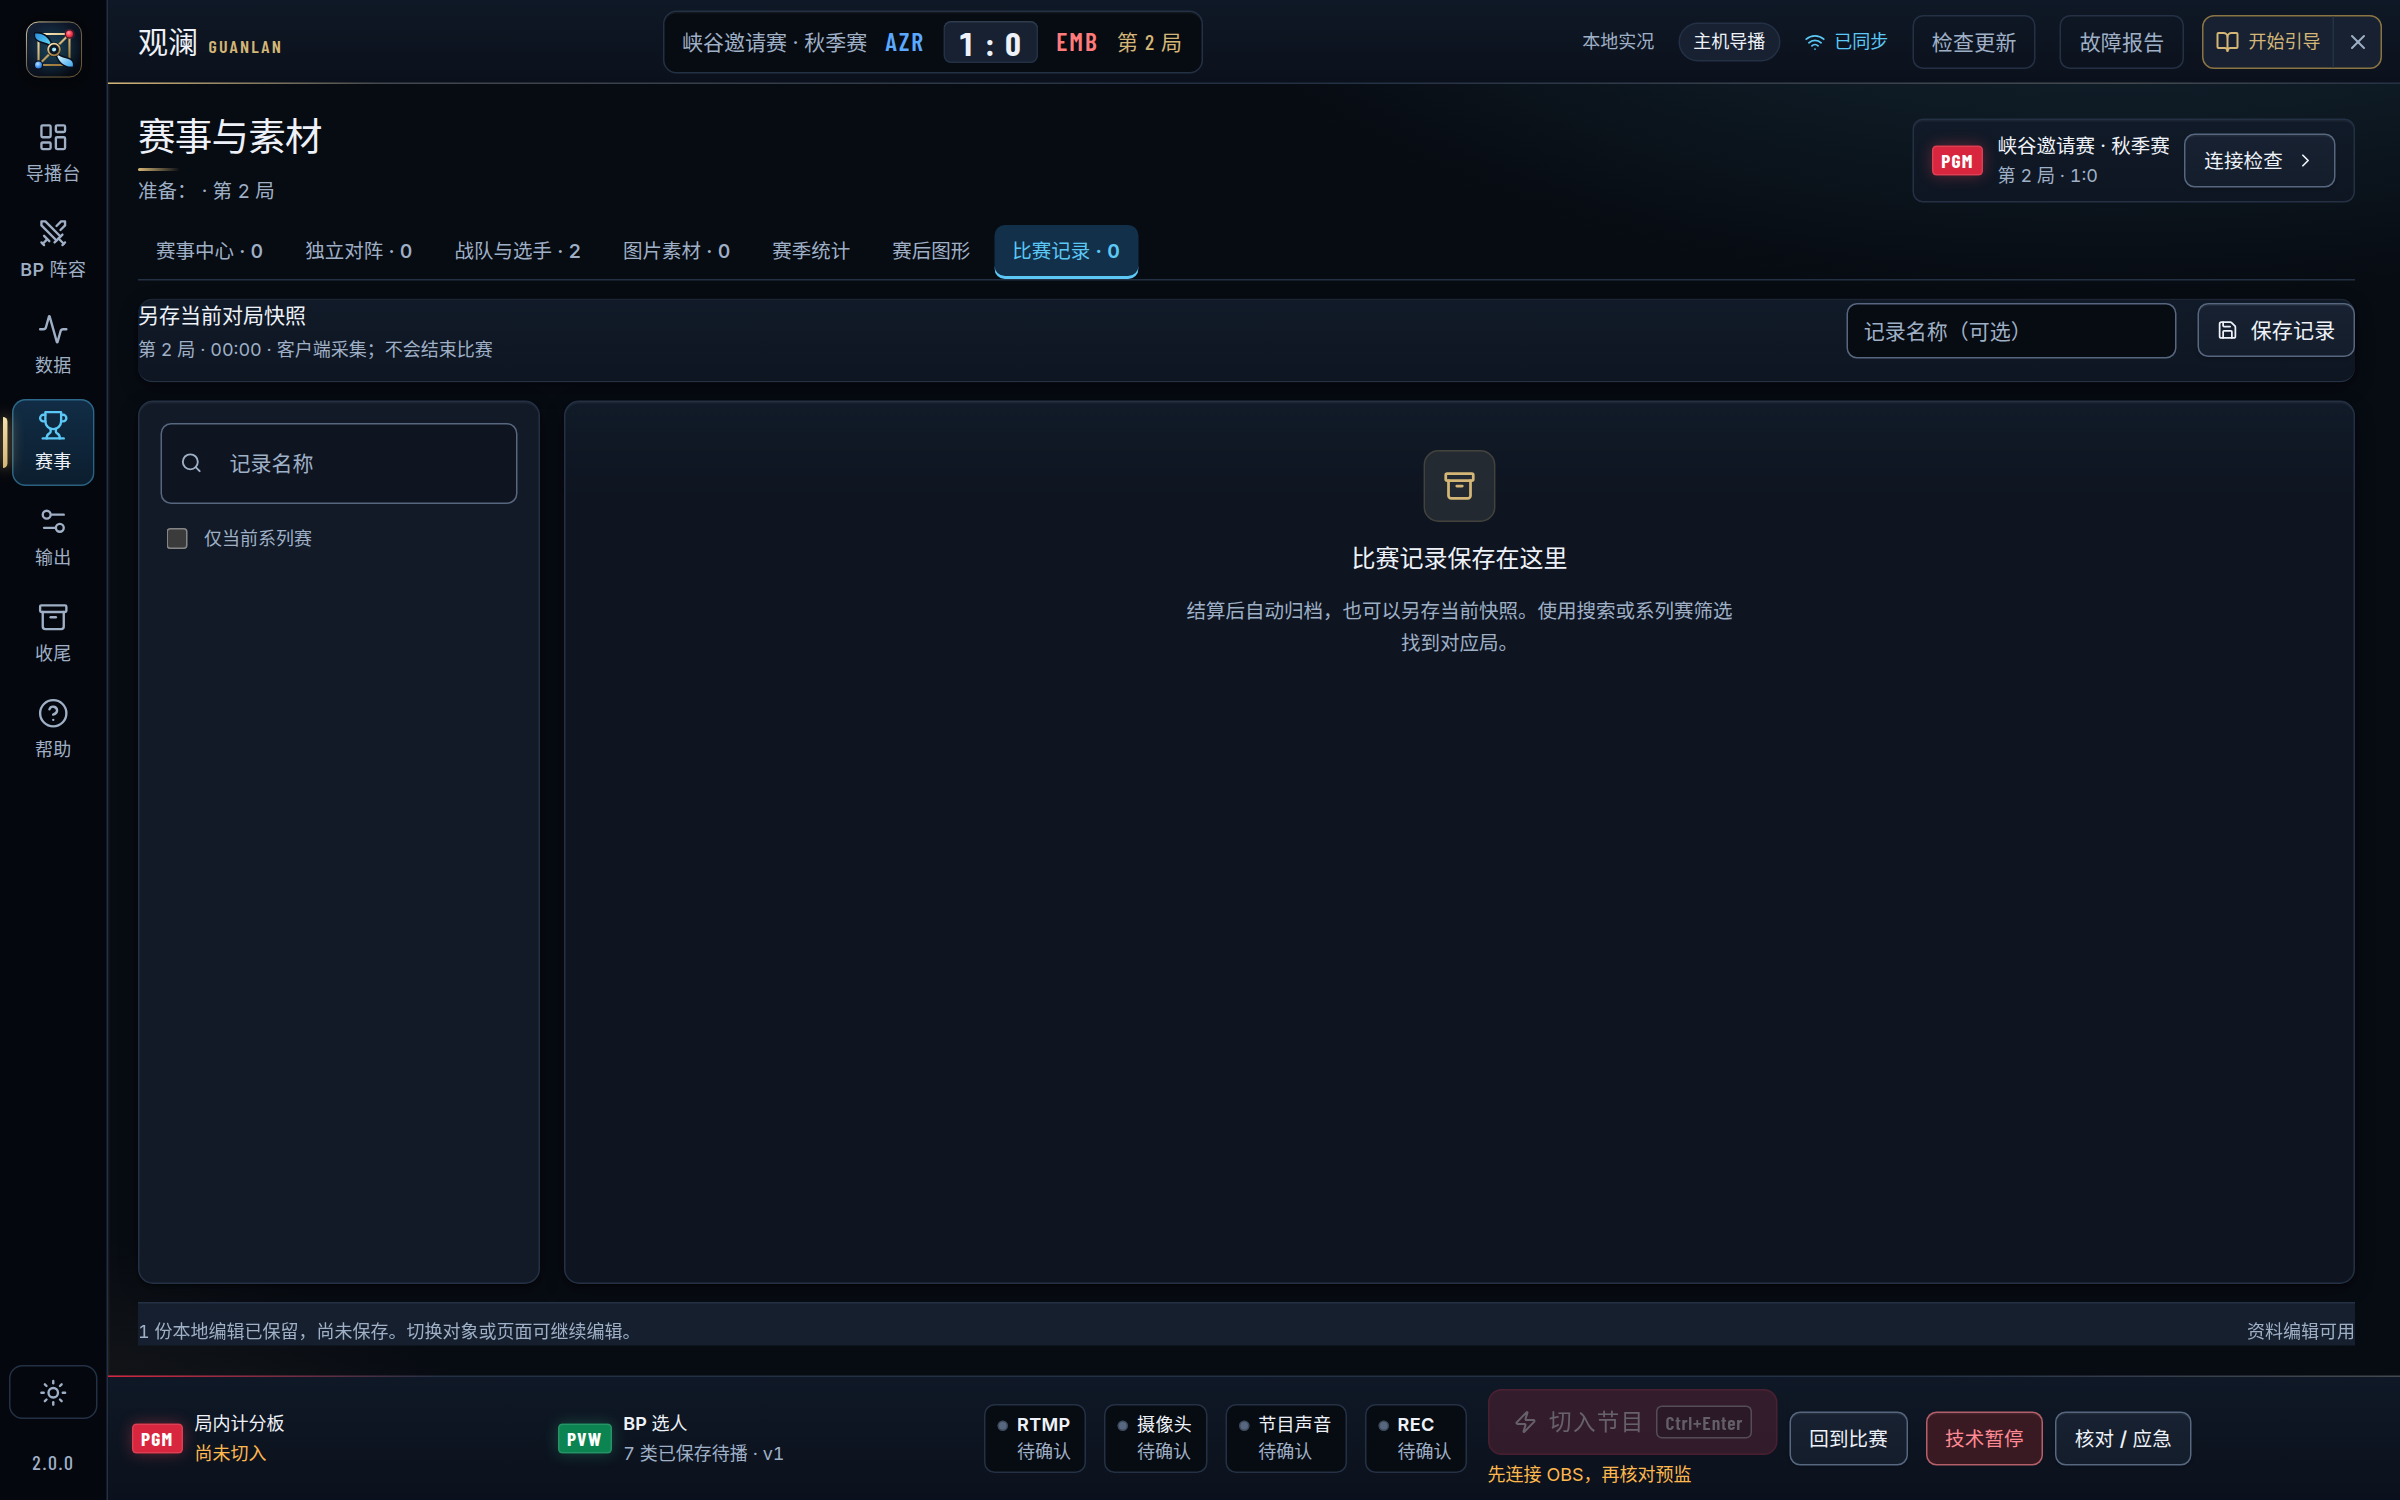 观澜 GUANLAN
峡谷邀请赛 · 秋季赛 AZR 1 : 0 EMB 第 2 局
本地实况 主机导播 已同步 检查更新 故障报告 开始引导
导播台
BP 阵容
数据
赛事
输出
收尾
帮助
2.0.0
赛事与素材
准备： · 第 2 局
PGM 峡谷邀请赛 · 秋季赛
第 2 局 · 1:0
连接检查
赛事中心 · 0 独立对阵 · 0 战队与选手 · 2 图片素材 · 0 赛季统计 赛后图形 比赛记录 · 0
另存当前对局快照
第 2 局 · 00:00 · 客户端采集；不会结束比赛
记录名称（可选） 保存记录
记录名称
仅当前系列赛
比赛记录保存在这里
结算后自动归档，也可以另存当前快照。使用搜索或系列赛筛选
找到对应局。
1 份本地编辑已保留，尚未保存。切换对象或页面可继续编辑。 资料编辑可用
PGM 局内计分板
尚未切入
PVW BP 选人
7 类已保存待播 · v1
RTMP
待确认
摄像头
待确认
节目声音
待确认
REC
待确认
切入节目 Ctrl+Enter
先连接 OBS，再核对预监
回到比赛 技术暂停 核对 / 应急